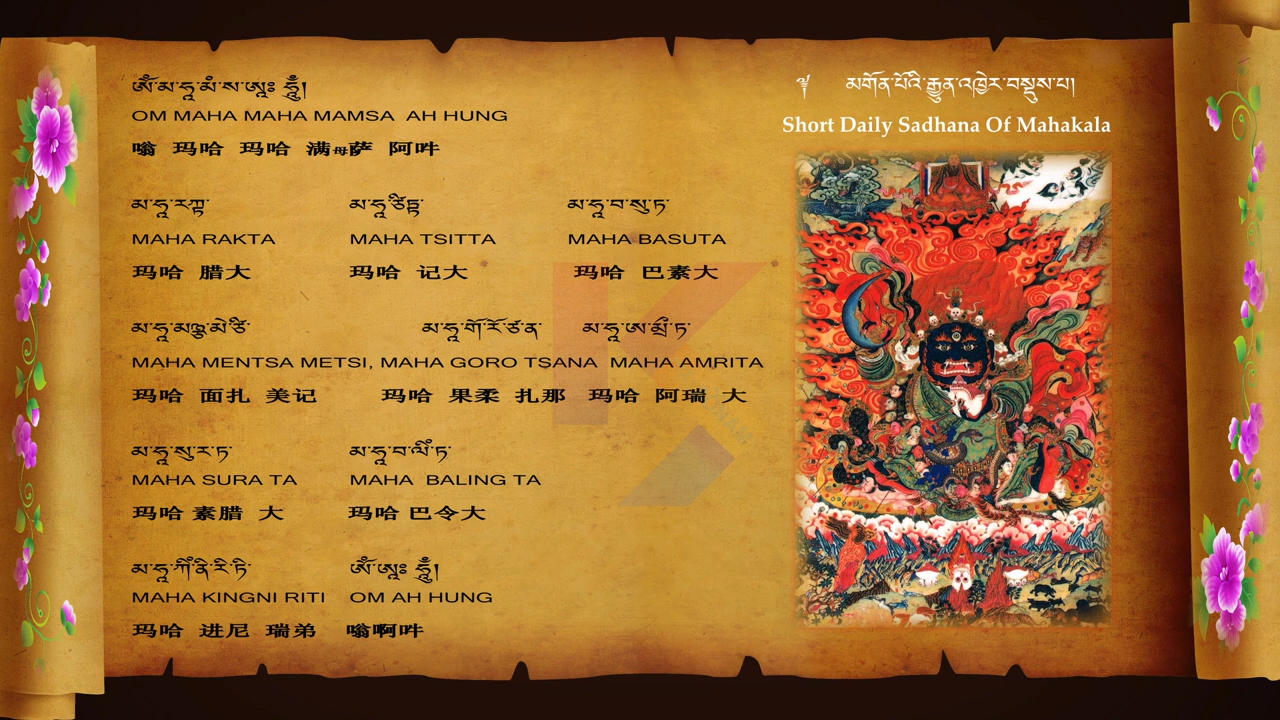 ༀ་མ་ཧཱ་མཾ་ས་ཨཱཿ ཧཱུྃ།
OM MAHA MAHA MAMSA AH HUNG
嗡 玛哈 玛哈 满母萨 阿吽
མ་ཧཱ་རཀྟ་ མ་ཧཱ་ཙིཏྟ་ མ་ཧཱ་བ་སུ་ཏ་
MAHA RAKTA MAHA TSITTA MAHA BASUTA
玛哈 腊大 玛哈 记大 玛哈 巴素大
མ་ཧཱ་མཉྫུ་མེ་ཙི་ མ་ཧཱ་གོ་རོ་ཙ་ན་ མ་ཧཱ་ཨ་མྲྀ་ཏ་
MAHA MENTSA METSI, MAHA GORO TSANA MAHA AMRITA
玛哈 面扎 美记 玛哈 果柔 扎那 玛哈 阿瑞 大
མ་ཧཱ་སུ་ར་ཏ་ མ་ཧཱ་བ་ལིཾ་ཏ་
MAHA SURA TA MAHA BALING TA
玛哈 素腊 大 玛哈 巴令大
མ་ཧཱ་ཀིཾ་ནི་རི་ཏི་ ༀ་ཨཱཿ ཧཱུྃ།
MAHA KINGNI RITI OM AH HUNG
玛哈 进尼 瑞弟 嗡啊吽
མགོན་པོའི་རྒྱུན་འཁྱེར་བསྡུས་པ།
Short Daily Sadhana Of Mahakala